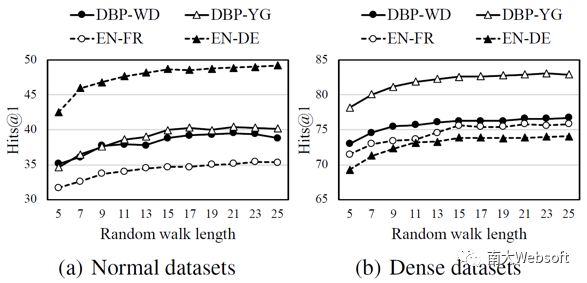 DBP-WD DBP-YG
EN-FR EN-DE
Hits@1
50
45
40
35
30
5 7 9 11 13 15 17 19 21 23 25
Random walk length
(a) Normal datasets
DBP-WD DBP-YG
EN-FR EN-DE
Hits@1
85
80
75
70
65
5 7 9 11 13 15 17 19 21 23 25
Random walk length
(b) Dense datasets
南大Websoft